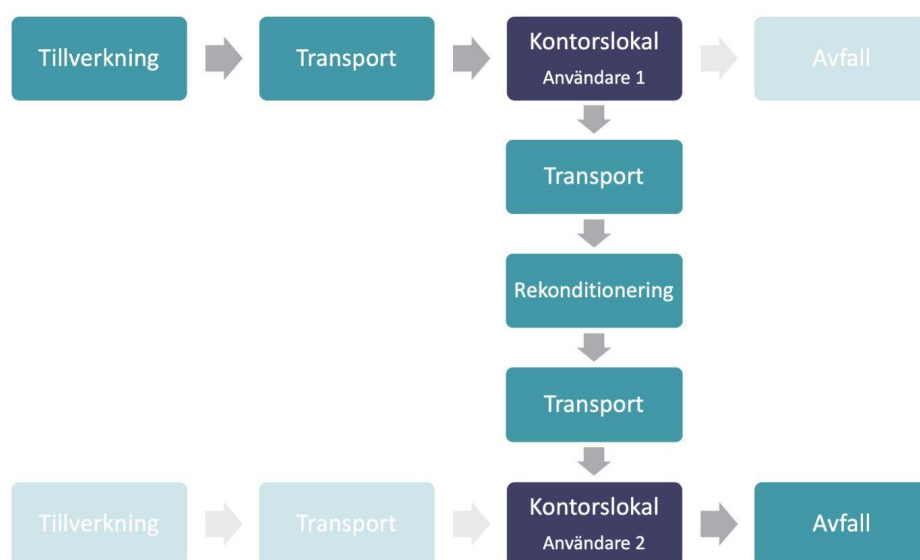 Tillverkning
Transport
Kontorslokal
Användare 1
Avfall
Transport
Rekonditionering
Transport
Tillverkning
Transport
Kontorslokal
Användare 2
Avfall